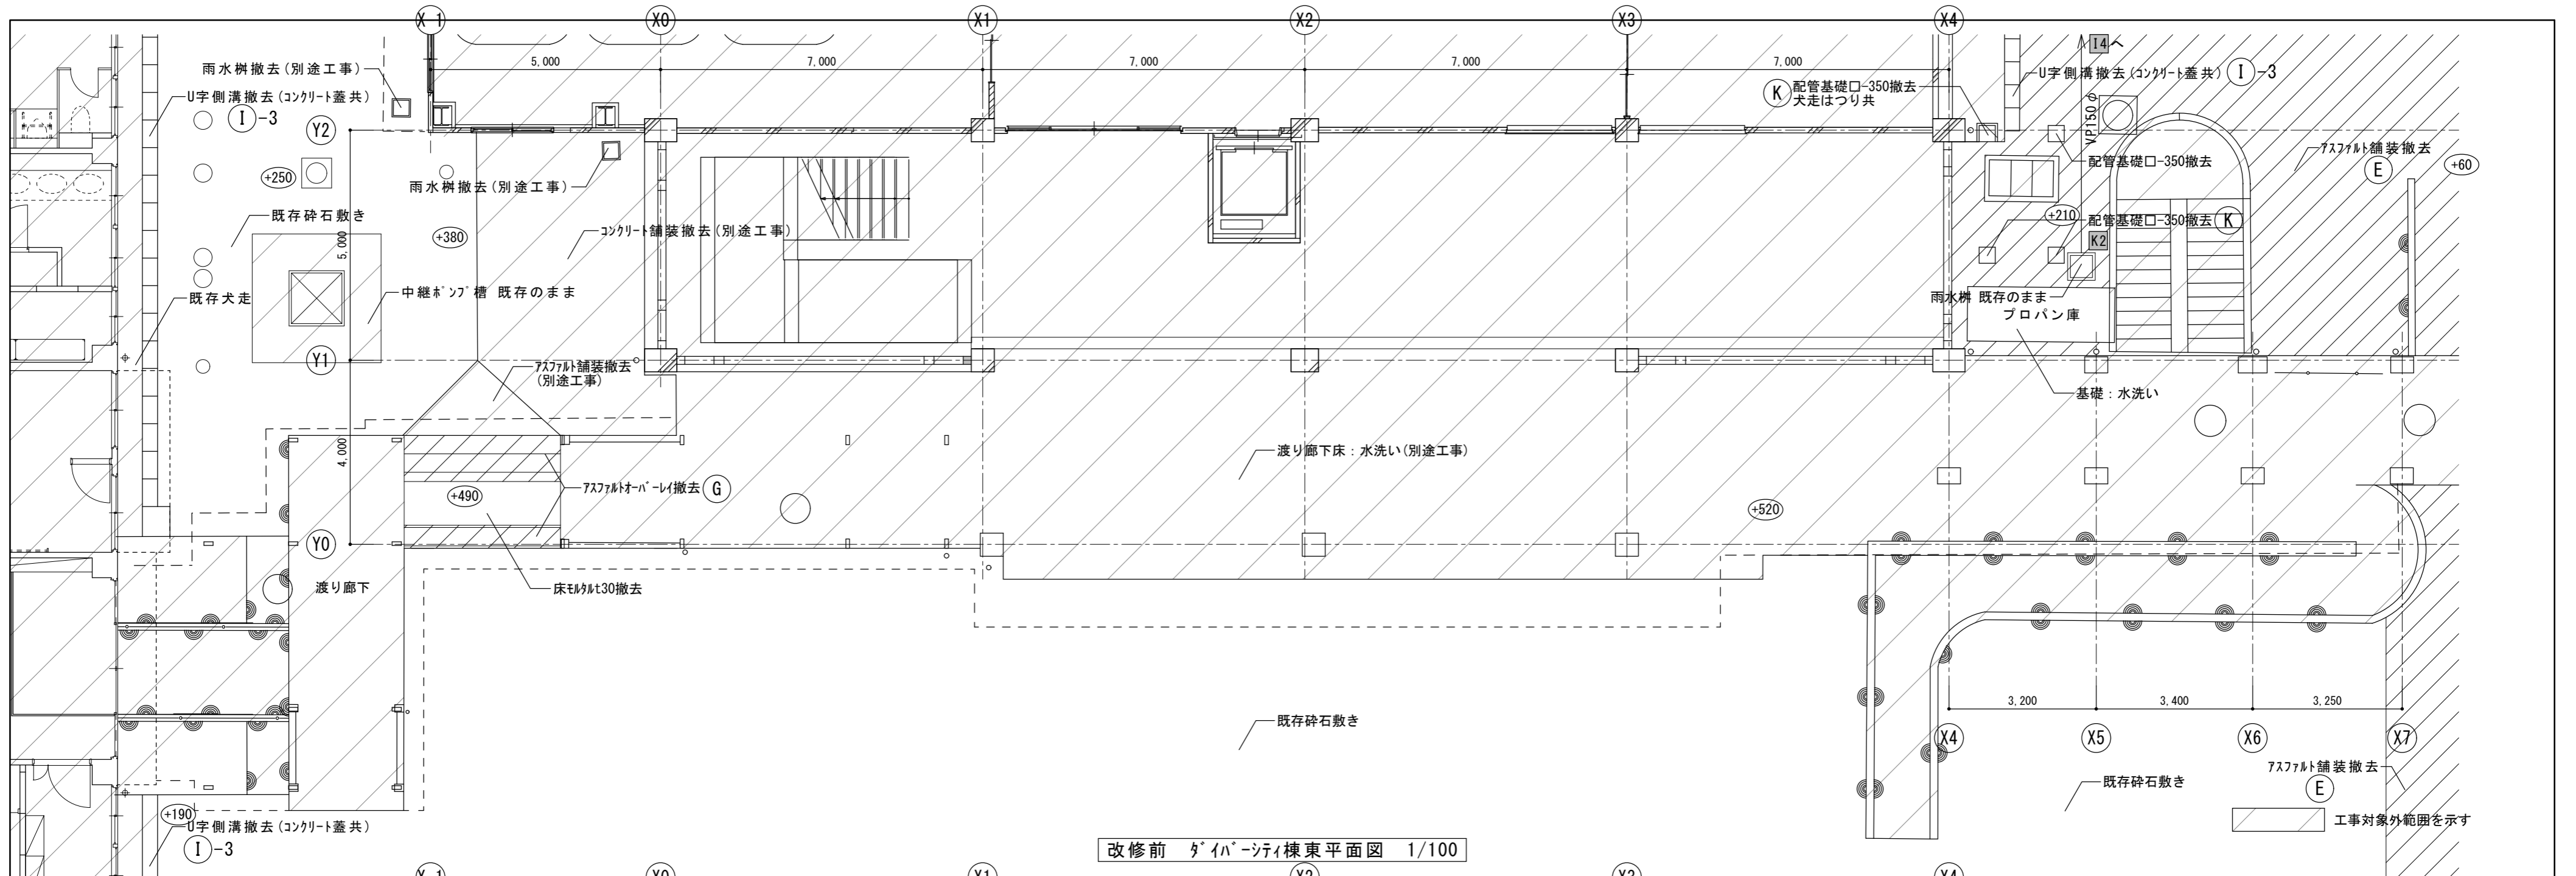 X-1
X0
X1
X2
X3
X4
5,000
7,000
7,000
7,000
7,000
I4へ
雨水桝撤去(別途工事)
U字側溝撤去(コンクリート蓋共)
I-3
Y2
K
配管基礎口-350撤去
犬走はつり共
U字側溝撤去(コンクリート蓋共)
I-3
VP150φ
配管基礎口-350撤去
アスファルト舗装撤去
E
+60
+250
雨水桝撤去(別途工事)
既存砕石敷き
+380
コンクリート舗装撤去(別途工事)
5,000
+210
配管基礎口-350撤去
K
K2
既存犬走
中継ポンプ槽 既存のまま
雨水桝 既存のまま
プロパン庫
Y1
アスファルト舗装撤去
(別途工事)
基礎:水洗い
4,000
渡り廊下床:水洗い(別途工事)
アスファルトオーバーレイ撤去
G
+490
+520
Y0
渡り廊下
床モルタルt30撤去
3,200
3,400
3,250
既存砕石敷き
X4
X5
X6
X7
アスファルト舗装撤去
E
既存砕石敷き
+190
U字側溝撤去(コンクリート蓋共)
I-3
工事対象外範囲を示す
改修前 ダイバーシティ棟東平面図 1/100
X-1
X0
X1
X2
X3
X4